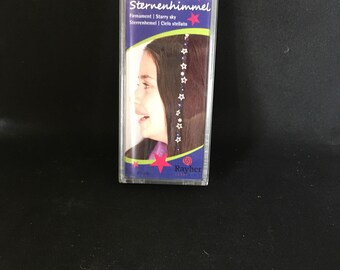 Sternenhimmel
Firmament | Starry sky
Sterrenhemel | Cielo stellato
Rayher